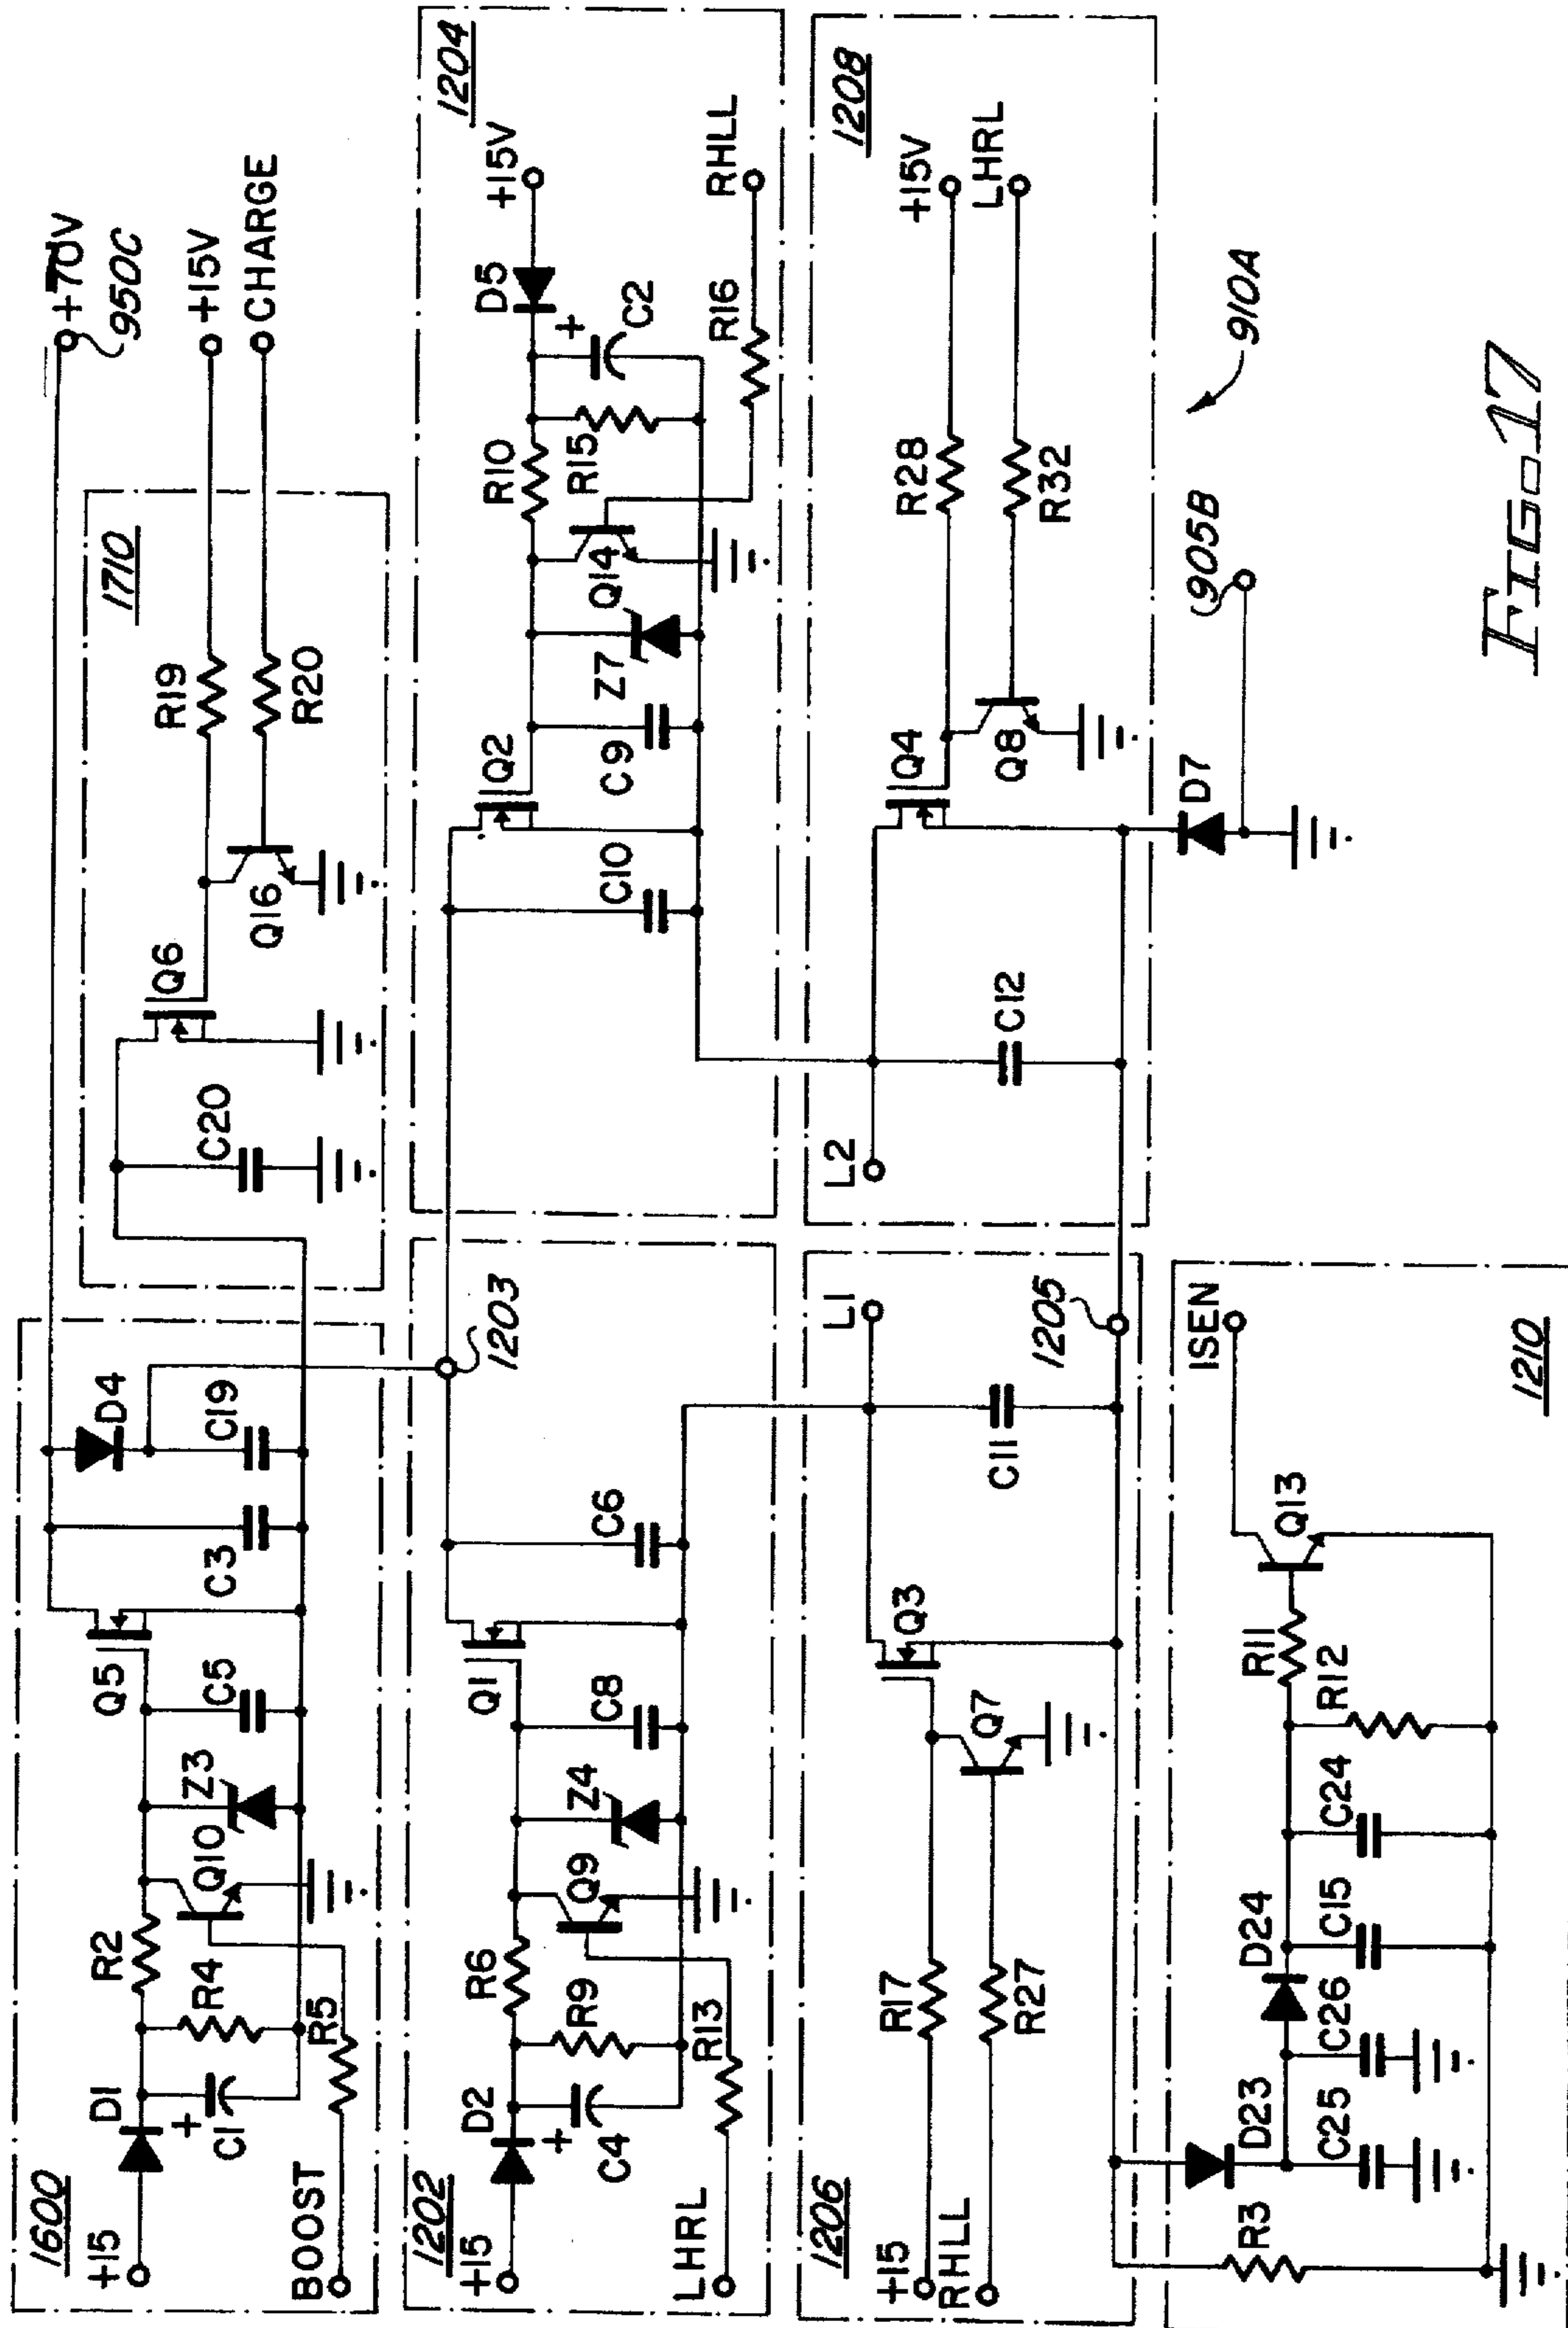 1600
+15
D1
C1
+
R4
R2
Q10
Z3
C5
Q5
C3
C19
D4
BOOST
R5
1710
C20
Q6
Q16
R19
R20
+70V
950C
+15V
CHARGE
1202
+15
D2
C4
+
R9
R6
Q9
Z4
C8
Q1
C6
LHRL
R13
1203
1204
C10
Q2
C9
Z7
Q14
R10
R15
D5
+
C2
+15V
R16
RHLL
1206
+15
RHLL
R17
R27
Q7
Q3
C11
L1
1205
1208
L2
C12
Q4
Q8
R28
R32
+15V
LHRL
D7
905B
910A
R3
D23
C25
C26
D24
C15
C24
R12
R11
Q13
ISEN
1210
FIG-17